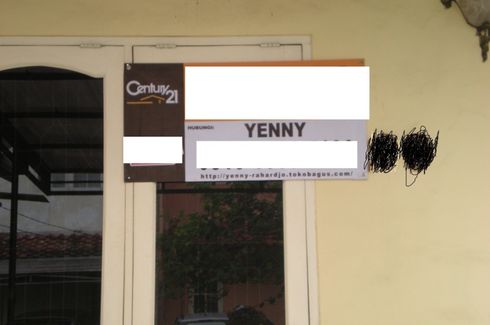 Century 21
HUBUNGI:
YENNY
http://yenny-rahardjo.tokobagus.com/